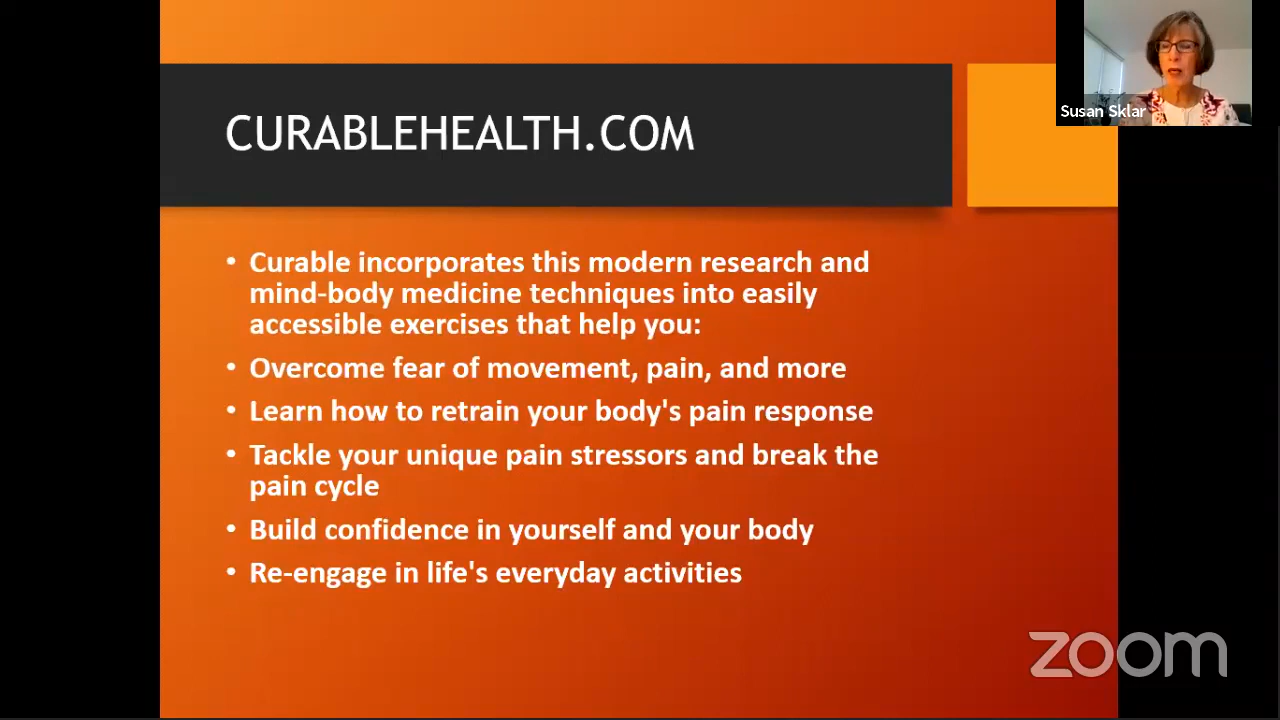 CURABLEHEALTH.COM
Susan Sklar
• Curable incorporates this modern research and
mind-body medicine techniques into easily
accessible exercises that help you:
• Overcome fear of movement, pain, and more
• Learn how to retrain your body's pain response
• Tackle your unique pain stressors and break the
pain cycle
• Build confidence in yourself and your body
• Re-engage in life's everyday activities
zoom